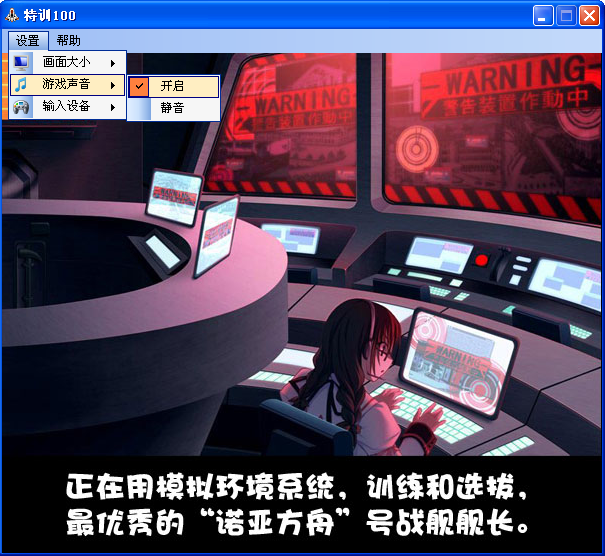 特训100
设置 帮助
画面大小
游戏声音
输入设备
开启
静音
WARNING
警告装置作動中
WARNING
警告装置作動中
WARNING
正在用模拟环境系统，训练和选拔，
最优秀的“诺亚方舟”号战舰舰长。